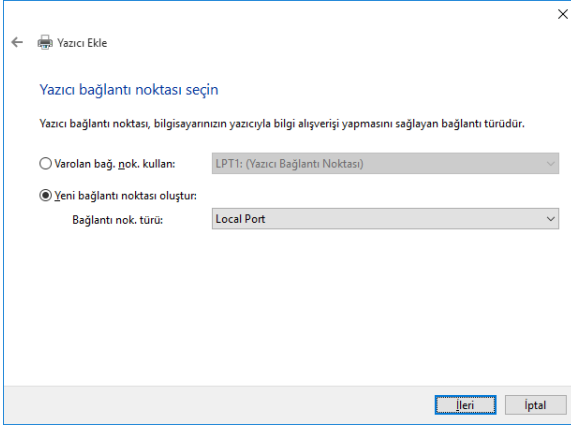 Yazıcı Ekle
Yazıcı bağlantı noktası seçin
Yazıcı bağlantı noktası, bilgisayarınızın yazıcıyla bilgi alışverişi yapmasını sağlayan bağlantı türüdür.
Varolan bağ. nok. kullan: LPT1: (Yazıcı Bağlantı Noktası)
Yeni bağlantı noktası oluştur:
Bağlantı nok. türü: Local Port
İleri İptal